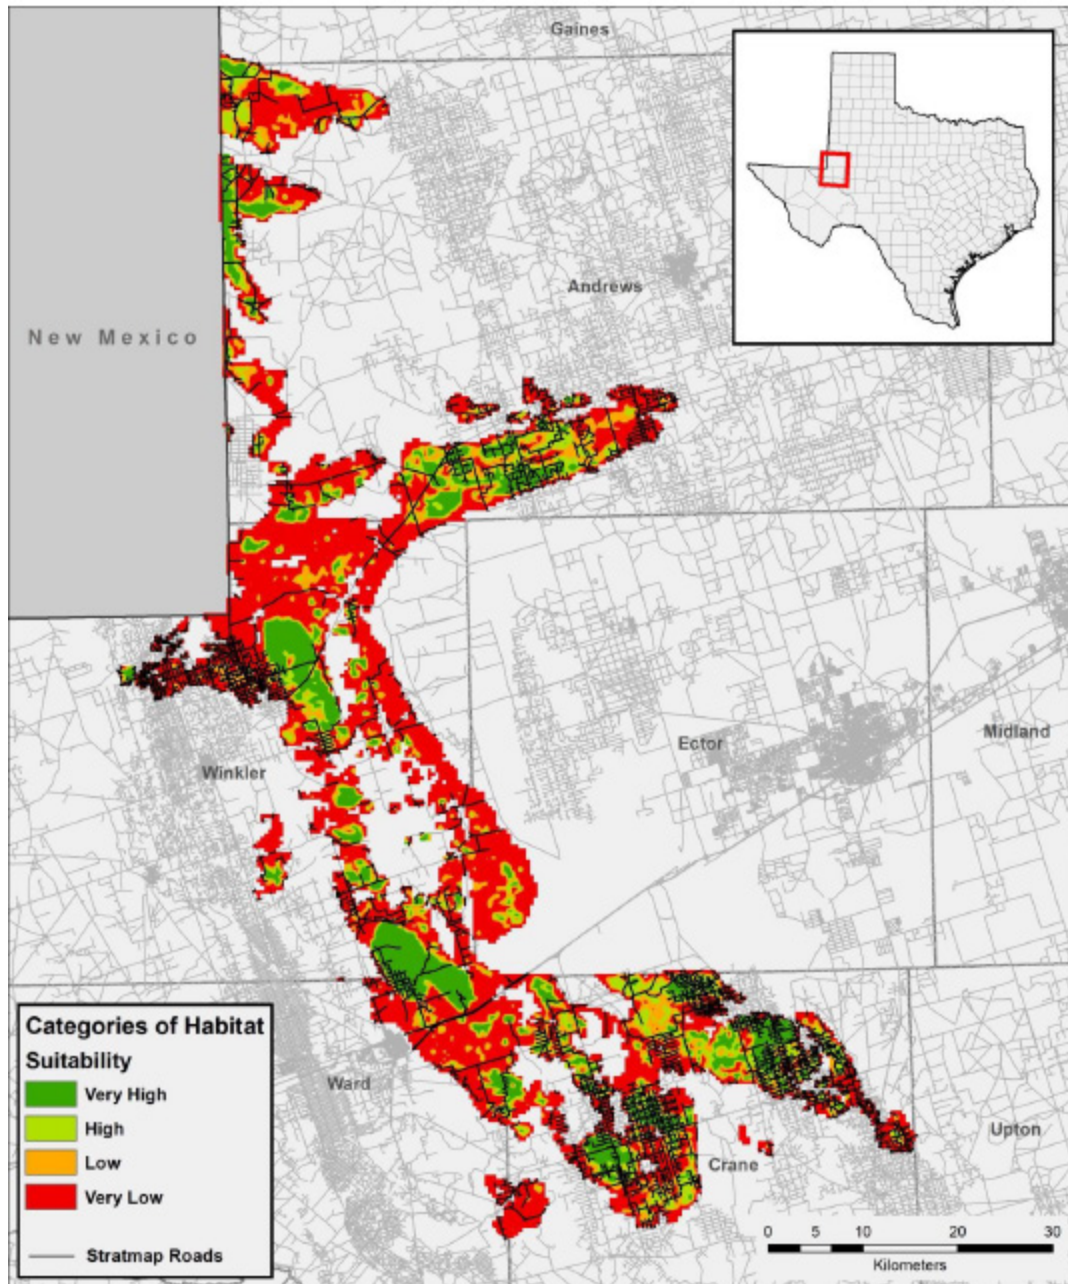 Gaines
Andrews
New Mexico
Ector
Midland
Winkler
Categories of Habitat
Suitability
Very High
High
Low
Very Low
Stratmap Roads
Ward
Upton
Crane
0 5 10 20 30
Kilometers